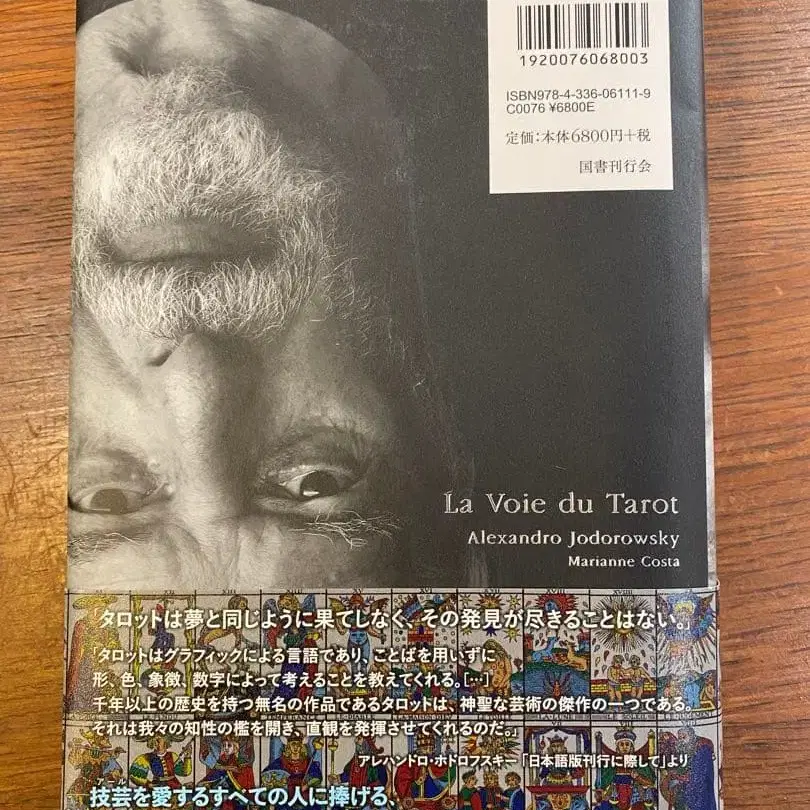 1920076068003
ISBN978-4-336-06111-9
C0076 ¥6800E
定価:本体6800円+税
国書刊行会
La Voie du Tarot
Alexandro Jodorowsky
Marianne Costa
「タロットは夢と同じように果てしなく、その発見が尽きることはない。」
「タロットはグラフィックによる言語であり、ことばを用いずに
形、色、象徴、数字によって考えることを教えてくれる。[…]
千年以上の歴史を持つ無名の作品であるタロットは、神聖な芸術の傑作の一つである。
それは我々の知性の檻を開き、直観を発揮させてくれるのだ。」
アレハンドロ・ホドロフスキー「日本語版刊行に際して」より
アール
技芸を愛するすべての人に捧げる、